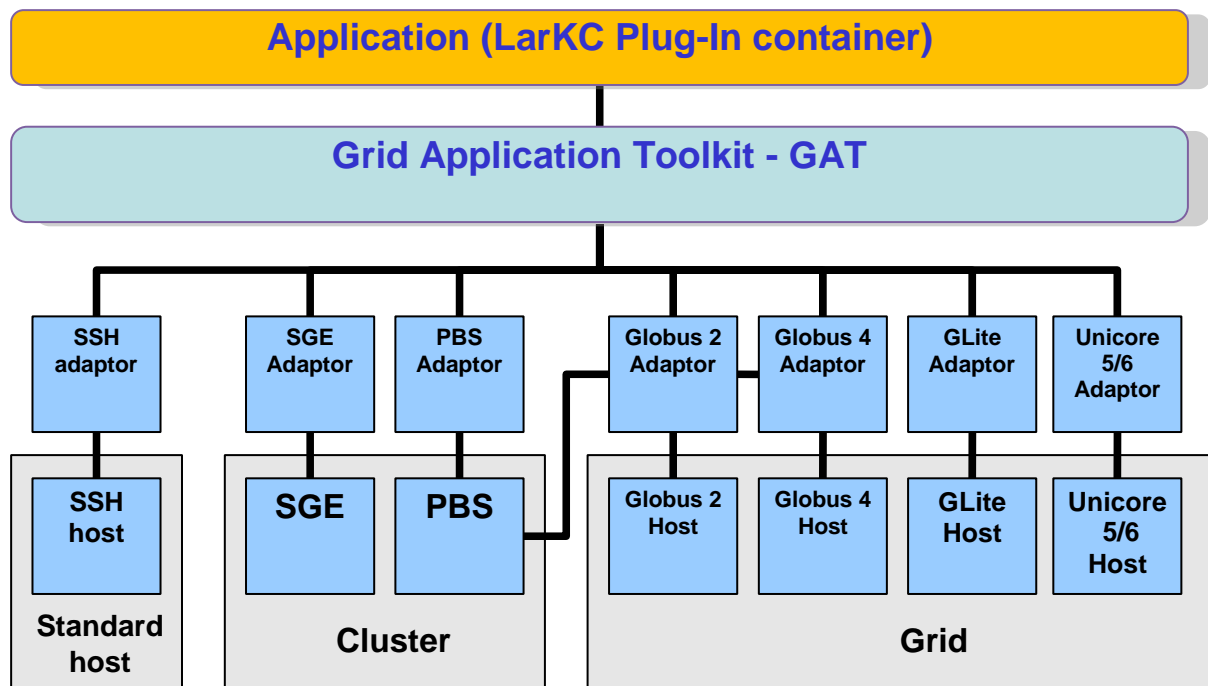 Application (LarKC Plug-In container)
Grid Application Toolkit - GAT
SSH
adaptor
SGE
Adaptor
PBS
Adaptor
Globus 2
Adaptor
Globus 4
Adaptor
GLite
Adaptor
Unicore
5/6
Adaptor
SSH
host
SGE
PBS
Globus 2
Host
Globus 4
Host
GLite
Host
Unicore
5/6
Host
Standard
host
Cluster
Grid